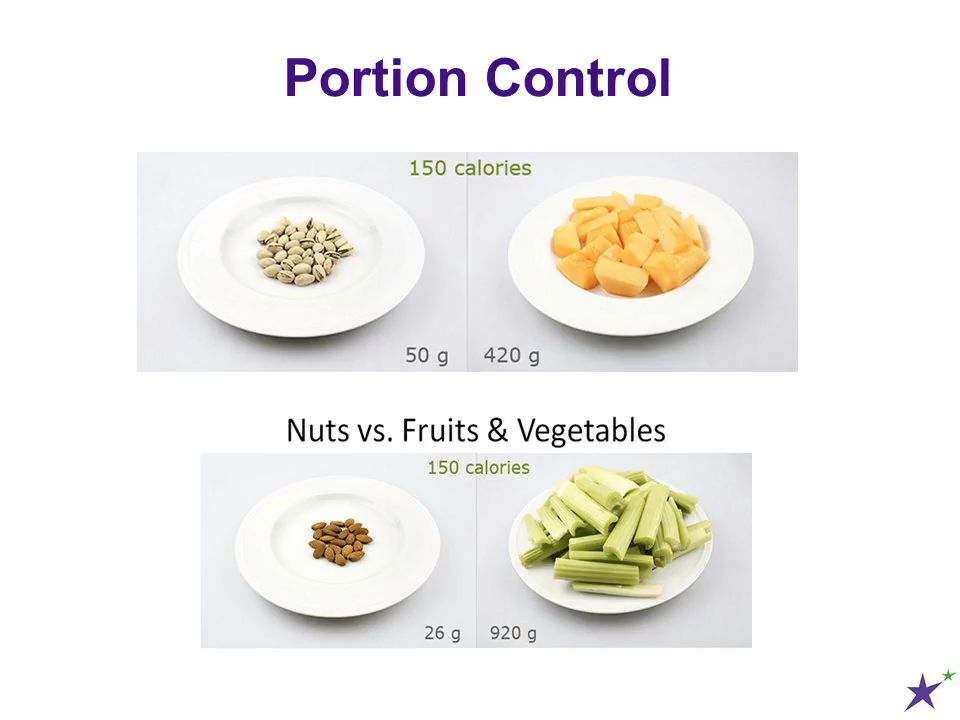 Portion Control
150 calories
50 g
420 g
Nuts vs. Fruits & Vegetables
150 calories
26 g
920 g